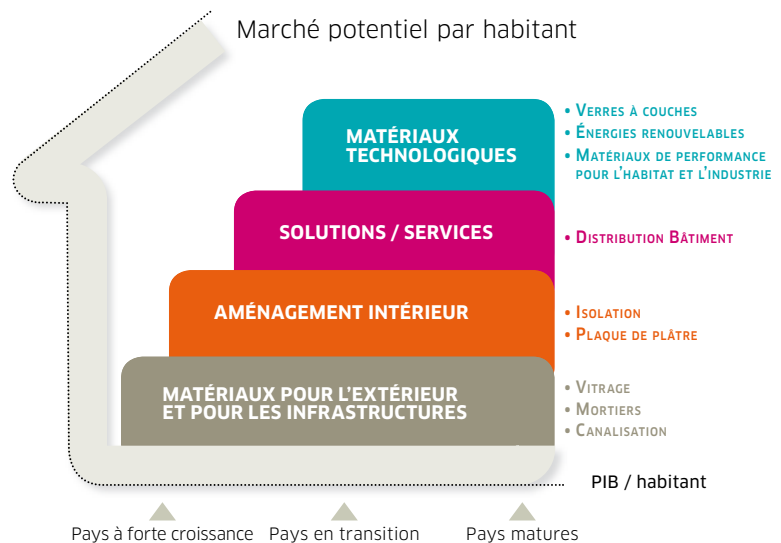 Marché potentiel par habitant
MATÉRIAUX
TECHNOLOGIQUES
• VERRES À COUCHES
• ÉNERGIES RENOUVELABLES
• MATÉRIAUX DE PERFORMANCE
POUR L'HABITAT ET L'INDUSTRIE
SOLUTIONS / SERVICES
• DISTRIBUTION BÂTIMENT
AMÉNAGEMENT INTÉRIEUR
• ISOLATION
• PLAQUE DE PLÂTRE
MATÉRIAUX POUR L'EXTÉRIEUR
ET POUR LES INFRASTRUCTURES
• VITRAGE
• MORTIERS
• CANALISATION
PIB / habitant
Pays à forte croissance
Pays en transition
Pays matures